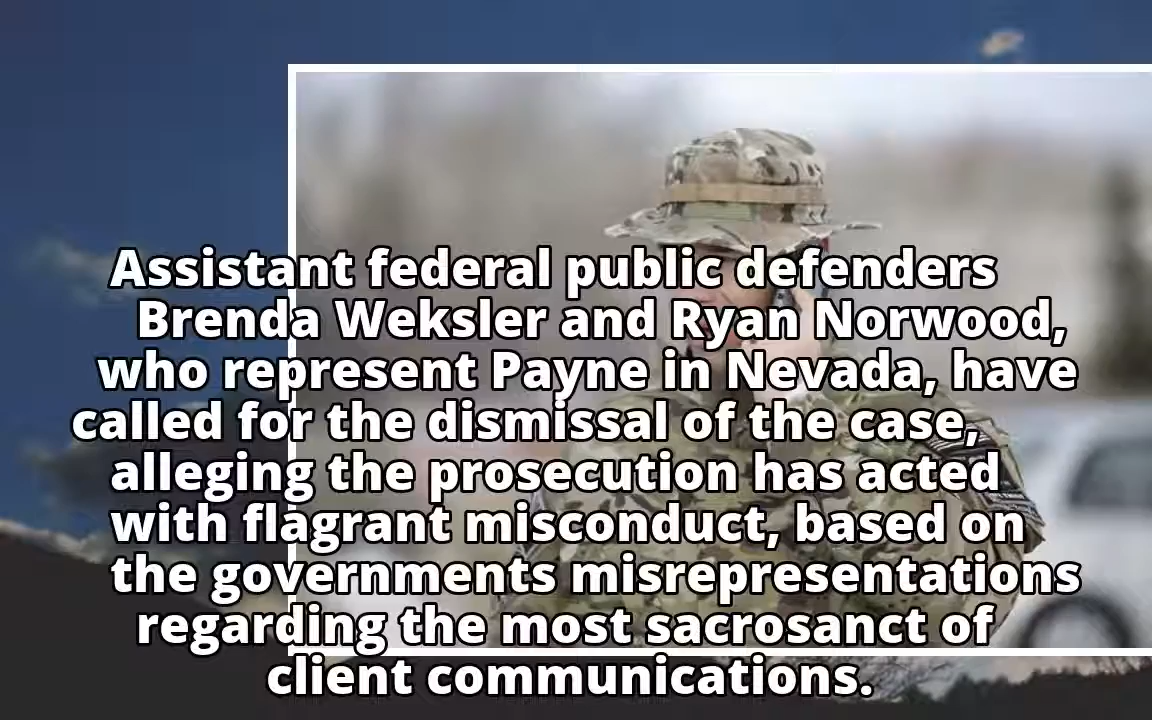 Assistant federal public defenders
Brenda Weksler and Ryan Norwood,
who represent Payne in Nevada, have
called for the dismissal of the case,
alleging the prosecution has acted
with flagrant misconduct, based on
the governments misrepresentations
regarding the most sacrosanct of
client communications.